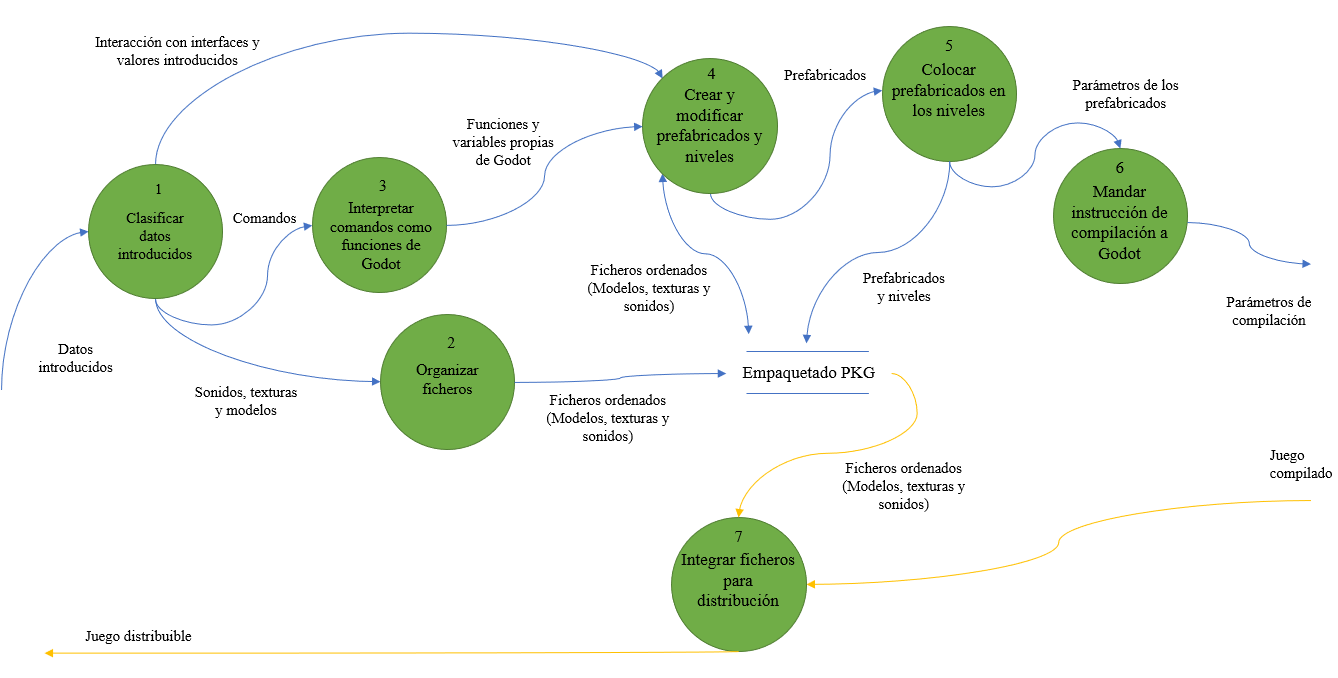 Interacción con interfaces y
valores introducidos
1
Clasificar
datos
introducidos
Datos
introducidos
Comandos
3
Interpretar
comandos como
funciones de
Godot
Funciones y
variables propias
de Godot
4
Crear y
modificar
prefabricados y
niveles
Prefabricados
5
Colocar
prefabricados en
los niveles
Parámetros de los
prefabricados
6
Mandar
instrucción de
compilación a
Godot
Parámetros de
compilación
Sonidos, texturas
y modelos
2
Organizar
ficheros
Ficheros ordenados
(Modelos, texturas y
sonidos)
Ficheros ordenados
(Modelos, texturas y
sonidos)
Prefabricados
y niveles
Empaquetado PKG
Ficheros ordenados
(Modelos, texturas y
sonidos)
Juego
compilado
7
Integrar ficheros
para
distribución
Juego distribuible